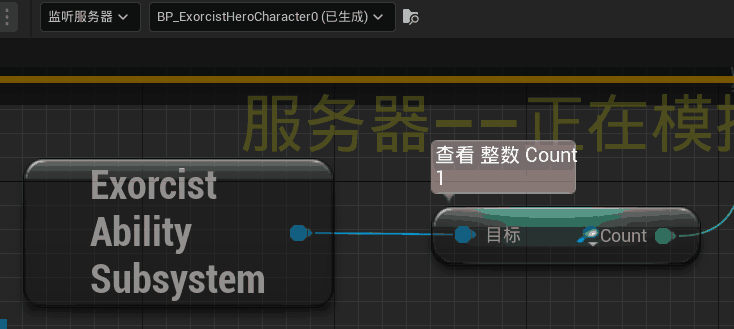 监听服务器
BP_ExorcistHeroCharacter0 (已生成)
服务器——正在模
查看 整数 Count
1
Exorcist
Ability
Subsystem
目标
Count